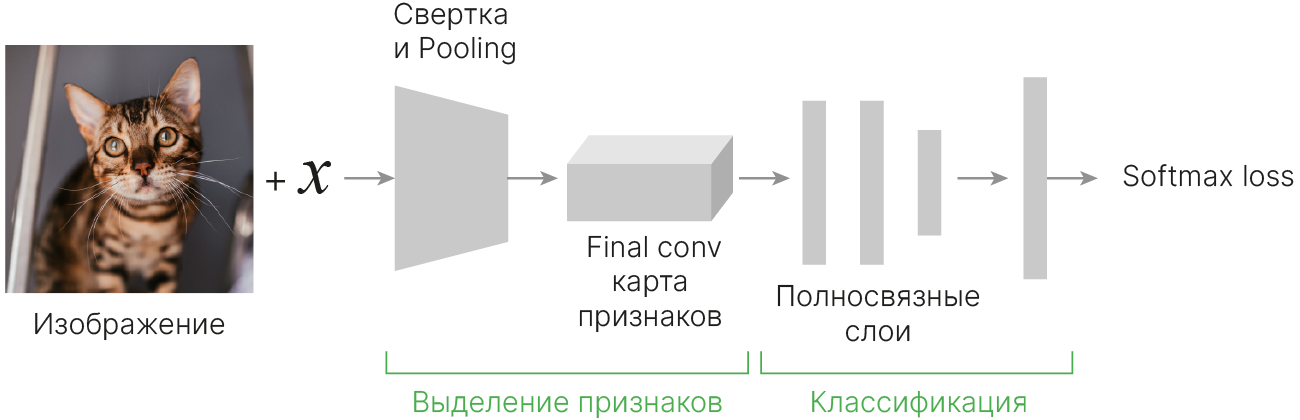 Свертка
и Pooling
+ x
Softmax loss
Final conv
карта
признаков
Полносвязные
слои
Изображение
Выделение признаков
Классификация